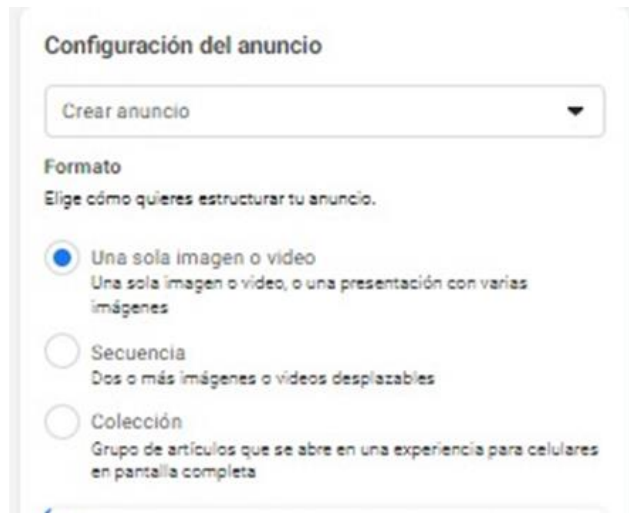 Configuración del anuncio
Crear anuncio
Formato
Elige cómo quieres estructurar tu anuncio.
Una sola imagen o video
Una sola imagen o video, o una presentación con varias
imágenes
Secuencia
Dos o más imágenes o videos desplazables
Colección
Grupo de artículos que se abre en una experiencia para celulares
en pantalla completa